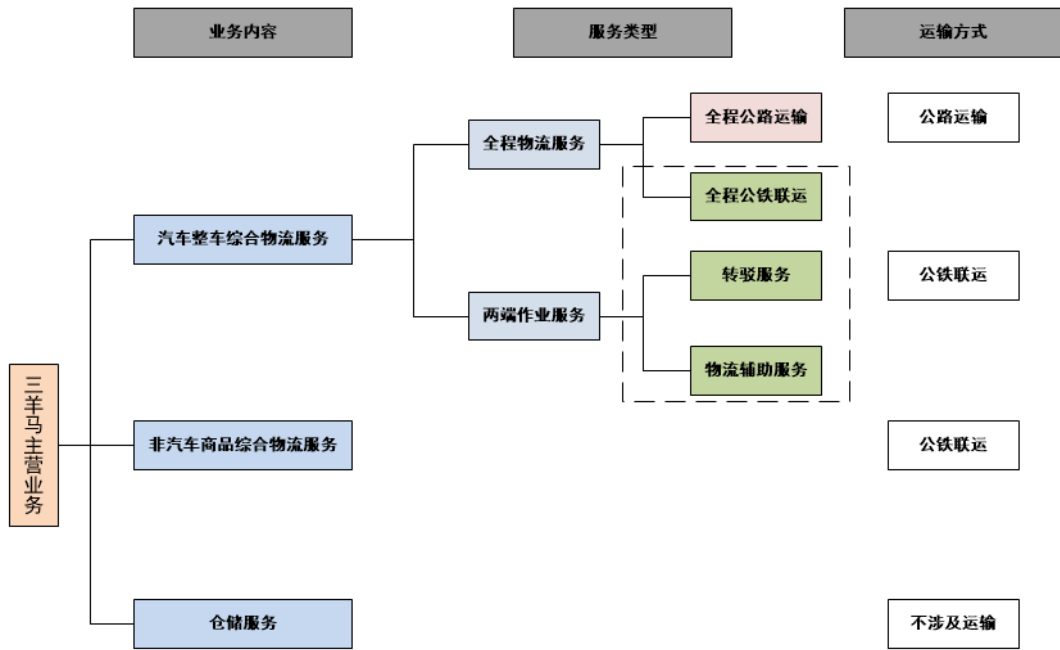 业务内容
服务类型
运输方式
全程公路运输
公路运输
全程物流服务
全程公铁联运
汽车整车综合物流服务
转驳服务
公铁联运
两端作业服务
物流辅助服务
三羊马主营业务
非汽车商品综合物流服务
公铁联运
仓储服务
不涉及运输